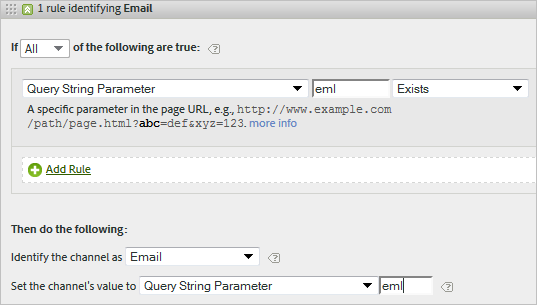 1 rule identifying Email
If All of the following are true:
Query String Parameter eml Exists
A specific parameter in the page URL, e.g., http://www.example.com
/path/page.html?abc=def&xyz=123. more info
Add Rule
Then do the following:
Identify the channel as Email
Set the channel's value to Query String Parameter eml